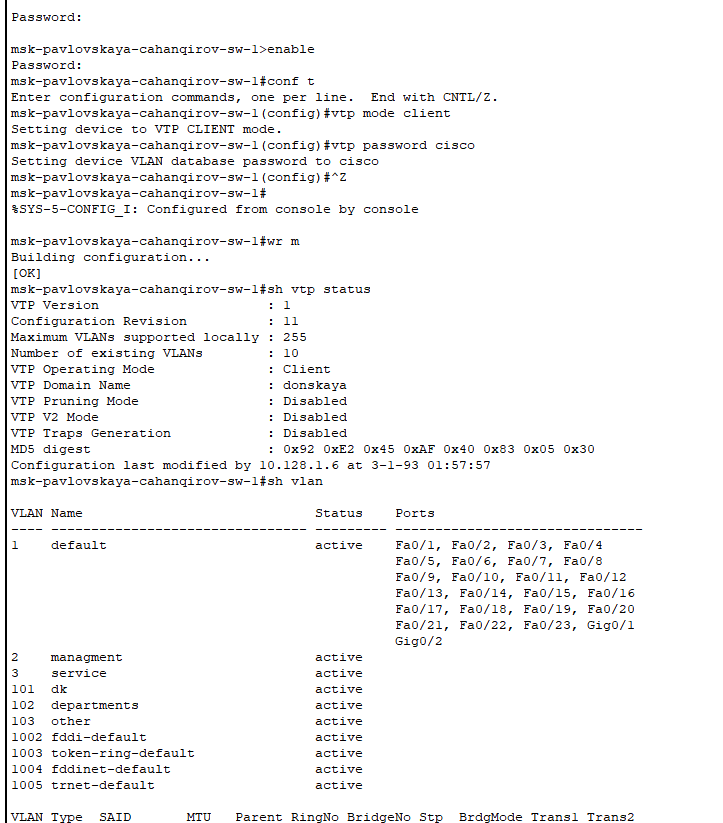 Password:
msk-pavlovskaya-cahanqirov-sw-1>enable
Password:
msk-pavlovskaya-cahanqirov-sw-1#conf t
Enter configuration commands, one per line.  End with CNTL/Z.
msk-pavlovskaya-cahanqirov-sw-1(config)#vtp mode client
Setting device to VTP CLIENT mode.
msk-pavlovskaya-cahanqirov-sw-1(config)#vtp password cisco
Setting device VLAN database password to cisco
msk-pavlovskaya-cahanqirov-sw-1(config)#^Z
msk-pavlovskaya-cahanqirov-sw-1#
%SYS-5-CONFIG_I: Configured from console by console
msk-pavlovskaya-cahanqirov-sw-1#wr m
Building configuration...
[OK]
msk-pavlovskaya-cahanqirov-sw-1#sh vtp status
VTP Version                     : 1
Configuration Revision          : 11
Maximum VLANs supported locally : 255
Number of existing VLANs        : 10
VTP Operating Mode              : Client
VTP Domain Name                 : donskaya
VTP Pruning Mode                : Disabled
VTP V2 Mode                     : Disabled
VTP Traps Generation            : Disabled
MD5 digest                      : 0x92 0xE2 0x45 0xAF 0x40 0x83 0x05 0x30
Configuration last modified by 10.128.1.6 at 3-1-93 01:57:57
msk-pavlovskaya-cahanqirov-sw-1#sh vlan
VLAN Name                             Status    Ports
---- -------------------------------- --------- -------------------------------
1    default                          active    Fa0/1, Fa0/2, Fa0/3, Fa0/4
                                                Fa0/5, Fa0/6, Fa0/7, Fa0/8
                                                Fa0/9, Fa0/10, Fa0/11, Fa0/12
                                                Fa0/13, Fa0/14, Fa0/15, Fa0/16
                                                Fa0/17, Fa0/18, Fa0/19, Fa0/20
                                                Fa0/21, Fa0/22, Fa0/23, Gig0/1
                                                Gig0/2
2    managment                        active
3    service                          active
101  dk                               active
102  departments                      active
103  other                            active
1002 fddi-default                     active
1003 token-ring-default               active
1004 fddinet-default                  active
1005 trnet-default                    active
VLAN Type  SAID       MTU   Parent RingNo BridgeNo Stp  BrdgMode Trans1 Trans2